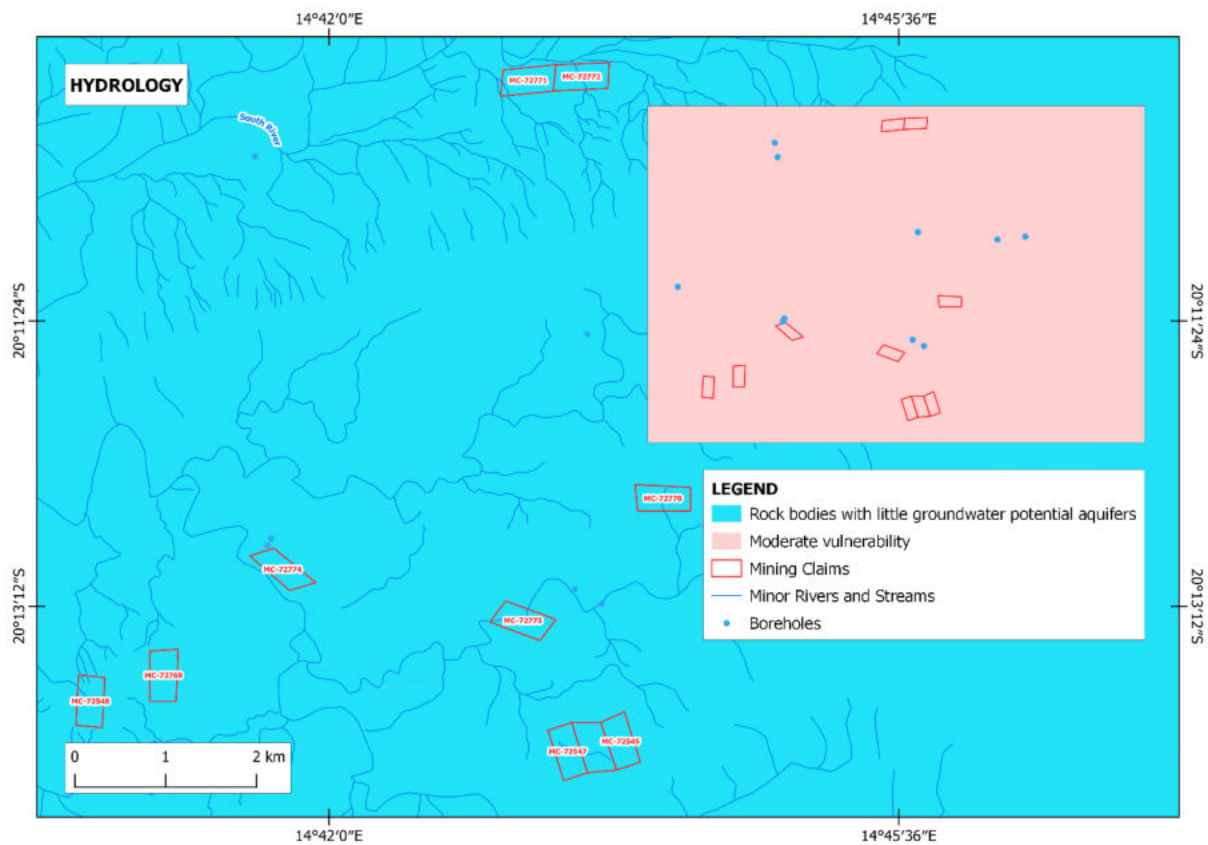 14°42'0"E
14°45'36"E
HYDROLOGY
MC-72771
MC-72772
South River
20°11'24"S
20°11'24"S
MC-72770
LEGEND
Rock bodies with little groundwater potential aquifers
Moderate vulnerability
Mining Claims
Minor Rivers and Streams
Boreholes
MC-72774
MC-72773
20°13'12"S
20°13'12"S
MC-72769
MC-72548
MC-72547
MC-72545
0 1 2 km
14°42'0"E
14°45'36"E